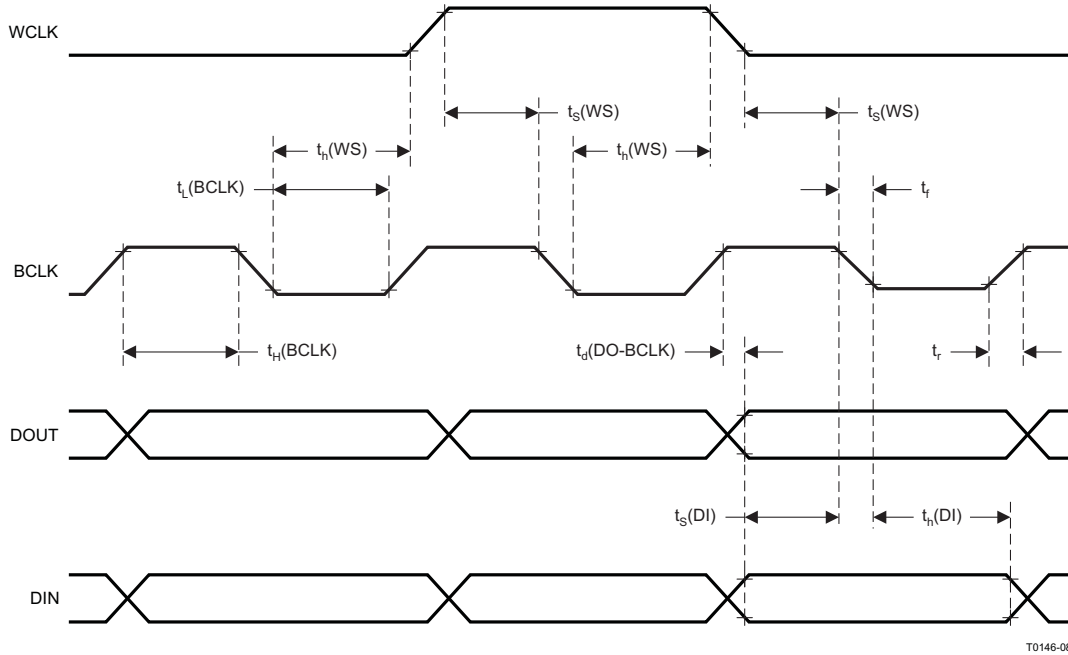 WCLK
tS(WS) tS(WS)
th(WS) th(WS)
tL(BCLK) tf
BCLK
tH(BCLK) td(DO-BCLK) tr
DOUT
tS(DI) th(DI)
DIN
T0146-08